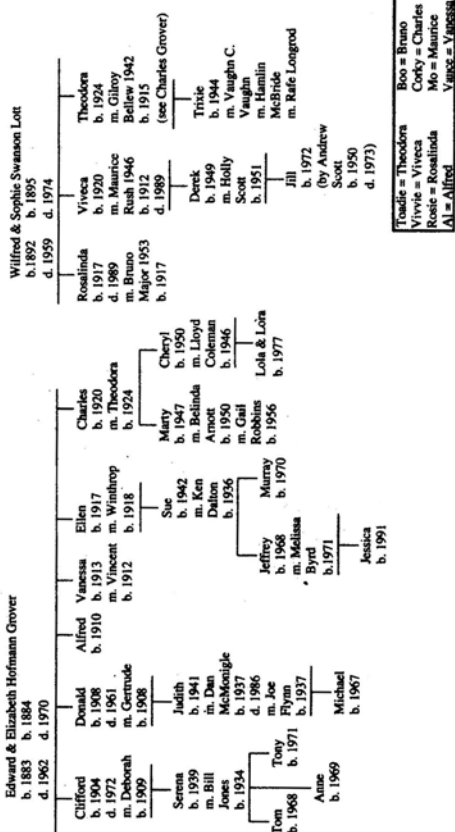 Edward & Elizabeth Hofmann Grover
b. 1883 b. 1884
d. 1962 d. 1970
Clifford
b. 1904
d. 1972
m. Deborah
b. 1909
Serena
b. 1939
m. Bill
Jones
b. 1934
Tom
b. 1968
Anne
b. 1969
Tony
b. 1971
Donald
b. 1908
d. 1961
m. Gertrude
b. 1908
Judith
b. 1941
m. Dan
McMonigle
b. 1937
d. 1986
m. Joe
Flynn
b. 1937
Michael
b. 1967
Alfred
b. 1910
Vanessa
b. 1913
m. Vincent
b. 1912
Ellen
b. 1917
m. Winthrop
b. 1918
Sue
b. 1942
m. Ken
Dalton
b. 1936
Jeffrey
b. 1968
m. Melissa
Byrd
b. 1971
Jessica
b. 1991
Murray
b. 1970
Charles
b. 1920
m. Theodora
b. 1924
Marty
b. 1947
m. Belinda
Arnott
b. 1950
m. Gail
Robbins
b. 1956
Cheryl
b. 1950
m. Lloyd
Coleman
b. 1946
Lola & Lora
b. 1977
Wilfred & Sophie Swanson Lott
b. 1892 b. 1895
d. 1959 d. 1974
Rosalinda
b. 1917
d. 1989
m. Bruno
Major 1953
b. 1917
Viveca
b. 1920
m. Maurice
Rush 1946
b. 1912
d. 1989
Derek
b. 1949
m. Holly
Scott
b. 1951
Jill
b. 1972
(by Andrew
Scott
b. 1950
d. 1973)
Theodora
b. 1924
m. Gilroy
Bellew 1942
b. 1915
(see Charles Grover)
Trixie
b. 1944
m. Vaughn C.
Vaughn
m. Hamlin
McBride
m. Rafe Longrod
Toadie = Theodora Boo = Bruno
Vivvie = Viveca Corky = Charles
Rosie = Rosalinda Mo = Maurice
Al = Alfred Vance = Vanessa